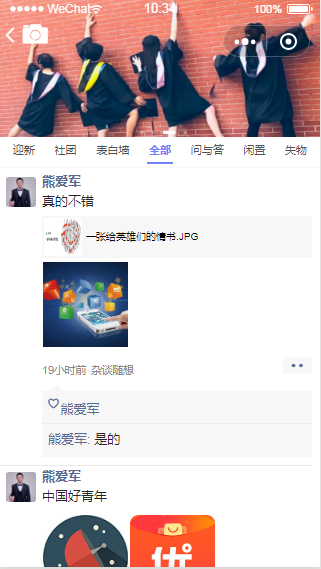 WeChat 10:34 100%
迎新 社团 表白墙 全部 问与答 闲置 失物
熊爱军
真的不错
一张给英雄们的情书.JPG
19小时前 杂谈随想
熊爱军
熊爱军: 是的
熊爱军
中国好青年
优